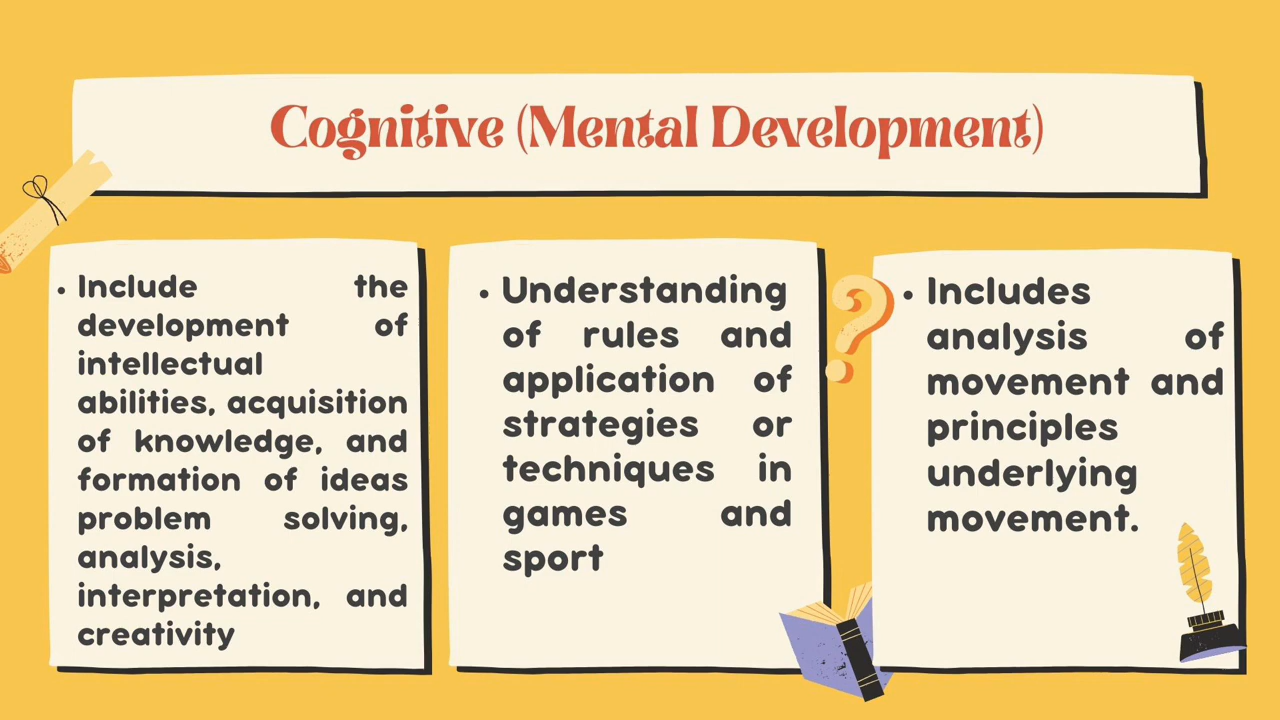 Cognitive (Mental Development)
• Include the
development of
intellectual
abilities, acquisition
of knowledge, and
formation of ideas
problem solving,
analysis,
interpretation, and
creativity
• Understanding
of rules and
application of
strategies or
techniques in
games and
sport
?
• Includes
analysis of
movement and
principles
underlying
movement.